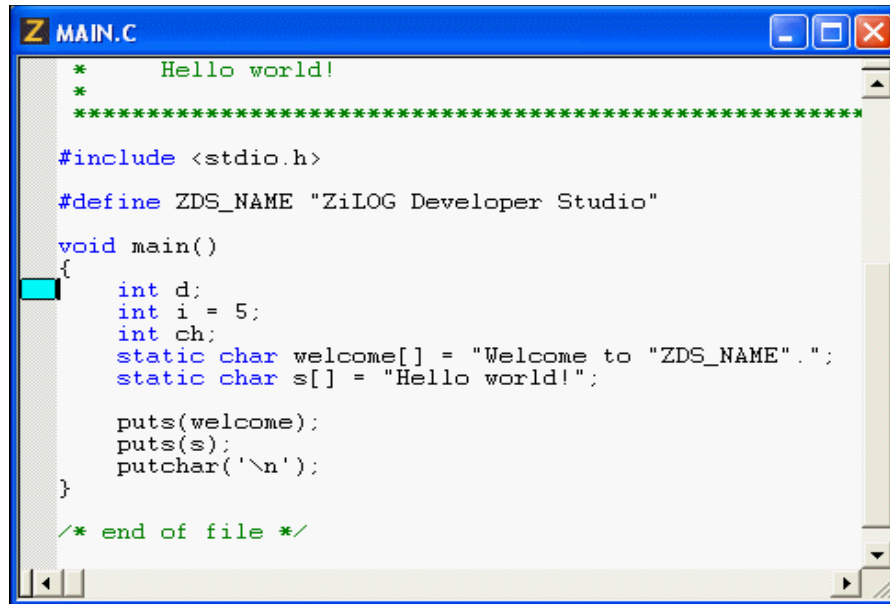 Z MAIN.C
* Hello world!
*
******************************************************
#include <stdio.h>
#define ZDS_NAME "ZiLOG Developer Studio"
void main()
{
int d;
int i = 5;
int ch;
static char welcome[] = "Welcome to "ZDS_NAME".";
static char s[] = "Hello world!";
puts(welcome);
puts(s);
putchar('\n');
}
/* end of file */